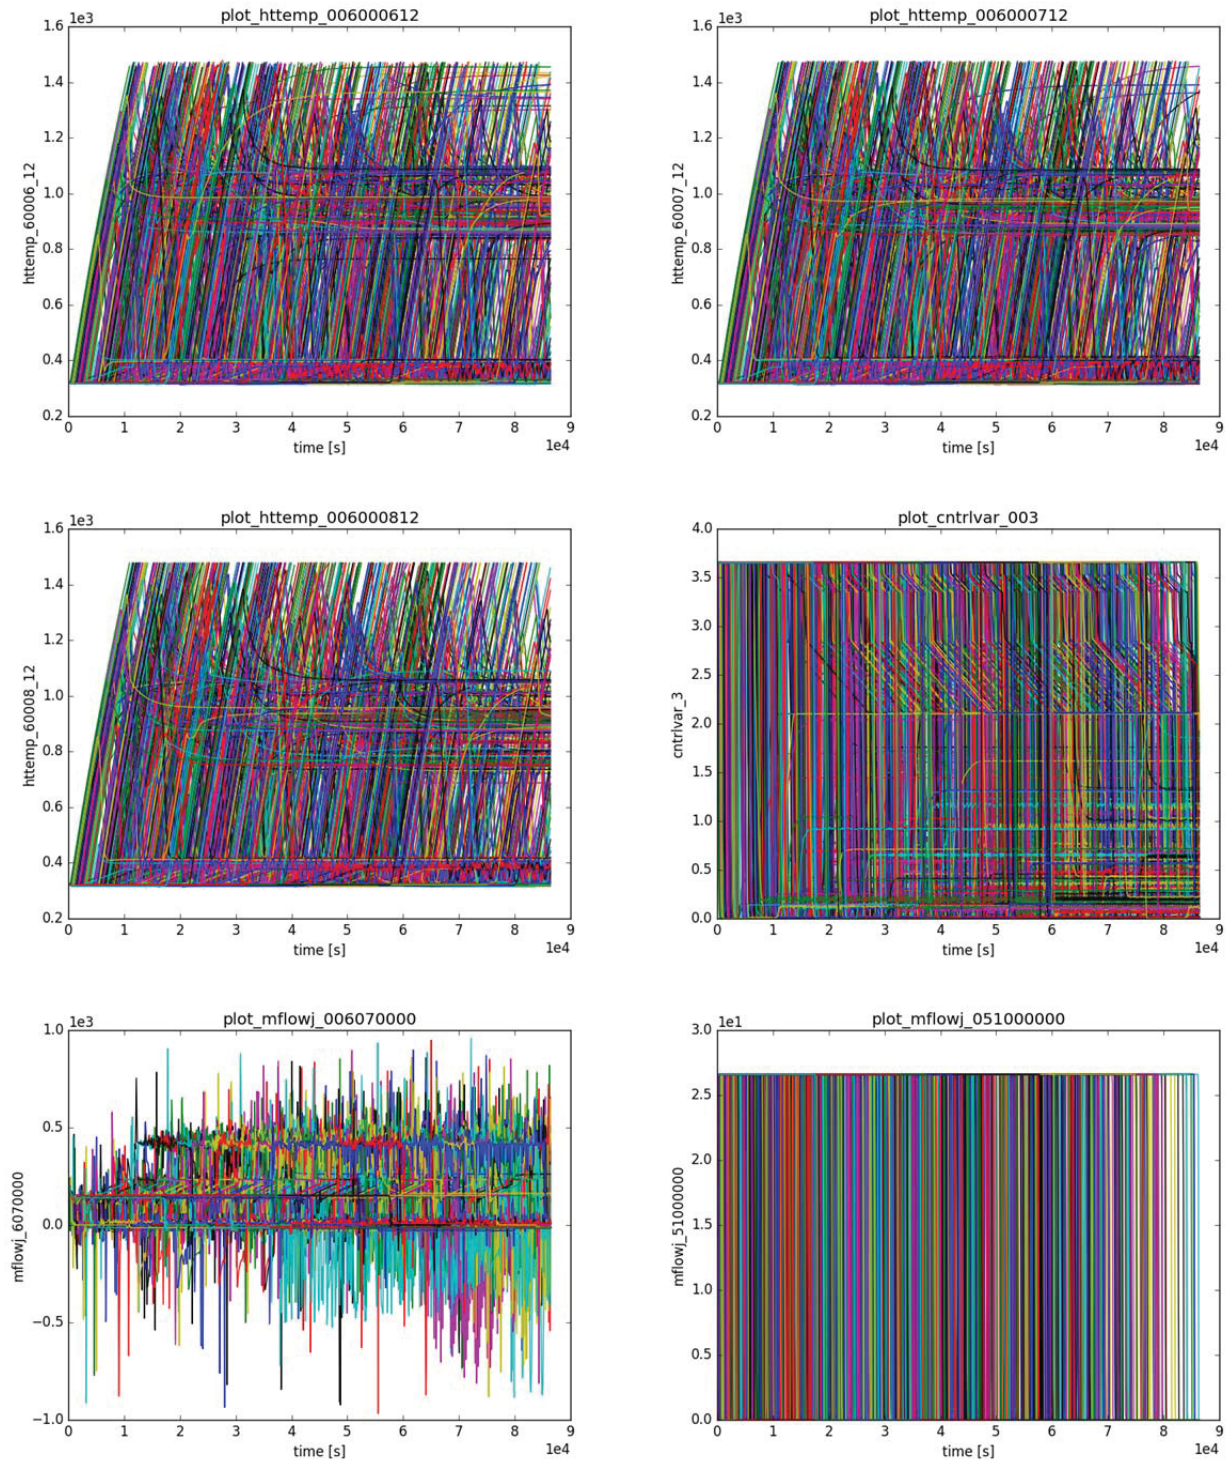 plot_httemp_006000612
1e3
1.6
1.4
1.2
1.0
0.8
0.6
0.4
0.2
httemp_60006_12
0 1 2 3 4 5 6 7 8 9
time [s]
1e4
plot_httemp_006000712
1e3
1.6
1.4
1.2
1.0
0.8
0.6
0.4
0.2
httemp_60007_12
0 1 2 3 4 5 6 7 8 9
time [s]
1e4
plot_httemp_006000812
1e3
1.6
1.4
1.2
1.0
0.8
0.6
0.4
0.2
httemp_60008_12
0 1 2 3 4 5 6 7 8 9
time [s]
1e4
plot_cntrlvar_003
4.0
3.5
3.0
2.5
2.0
1.5
1.0
0.5
0.0
cntrlvar_3
0 1 2 3 4 5 6 7 8 9
time [s]
1e4
plot_mflowj_006070000
1e3
1.0
0.5
0.0
−0.5
−1.0
mflowj_6070000
0 1 2 3 4 5 6 7 8 9
time [s]
1e4
plot_mflowj_051000000
1e1
3.0
2.5
2.0
1.5
1.0
0.5
0.0
mflowj_51000000
0 1 2 3 4 5 6 7 8 9
time [s]
1e4